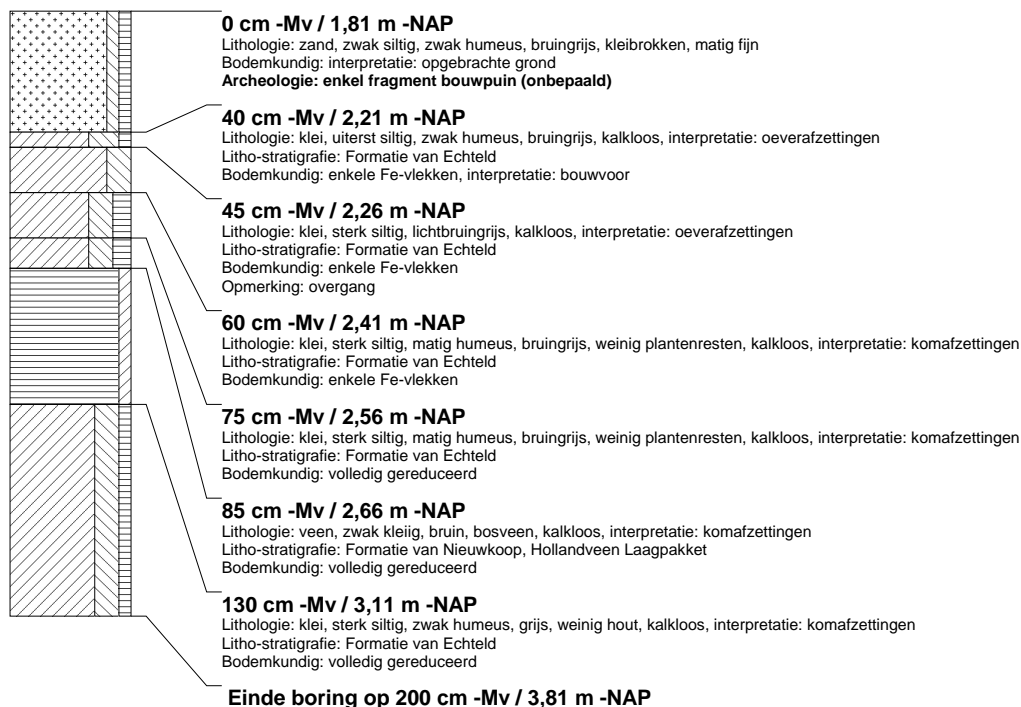 0 cm -Mv / 1,81 m -NAP
Lithologie: zand, zwak siltig, zwak humeus, bruingrijs, kleibrokken, matig fijn
Bodemkundig: interpretatie: opgebrachte grond
Archeologie: enkel fragment bouwpuin (onbepaald)
40 cm -Mv / 2,21 m -NAP
Lithologie: klei, uiterst siltig, zwak humeus, bruingrijs, kalkloos, interpretatie: oeverafzettingen
Litho-stratigrafie: Formatie van Echteld
Bodemkundig: enkele Fe-vlekken, interpretatie: bouwvoor
45 cm -Mv / 2,26 m -NAP
Lithologie: klei, sterk siltig, lichtbruingrijs, kalkloos, interpretatie: oeverafzettingen
Litho-stratigrafie: Formatie van Echteld
Bodemkundig: enkele Fe-vlekken
Opmerking: overgang
60 cm -Mv / 2,41 m -NAP
Lithologie: klei, sterk siltig, matig humeus, bruingrijs, weinig plantenresten, kalkloos, interpretatie: komafzettingen
Litho-stratigrafie: Formatie van Echteld
Bodemkundig: enkele Fe-vlekken
75 cm -Mv / 2,56 m -NAP
Lithologie: klei, sterk siltig, matig humeus, bruingrijs, weinig plantenresten, kalkloos, interpretatie: komafzettingen
Litho-stratigrafie: Formatie van Echteld
Bodemkundig: volledig gereduceerd
85 cm -Mv / 2,66 m -NAP
Lithologie: veen, zwak kleiig, bruin, bosveen, kalkloos, interpretatie: komafzettingen
Litho-stratigrafie: Formatie van Nieuwkoop, Hollandveen Laagpakket
Bodemkundig: volledig gereduceerd
130 cm -Mv / 3,11 m -NAP
Lithologie: klei, sterk siltig, zwak humeus, grijs, weinig hout, kalkloos, interpretatie: komafzettingen
Litho-stratigrafie: Formatie van Echteld
Bodemkundig: volledig gereduceerd
Einde boring op 200 cm -Mv / 3,81 m -NAP